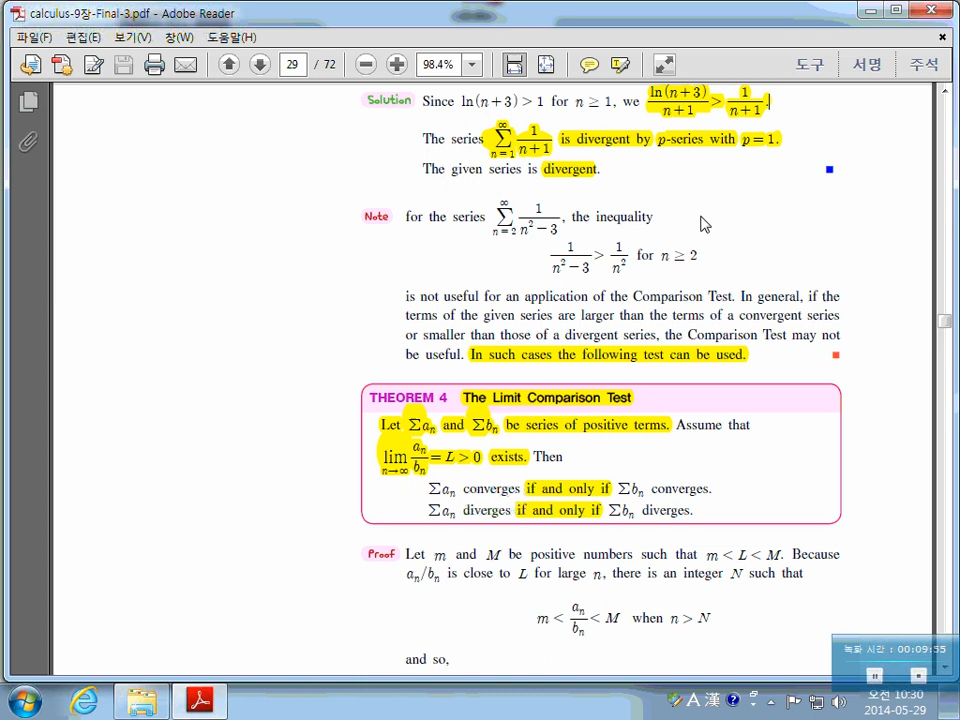 calculus-9장-Final-3.pdf - Adobe Reader
파일(F) 편집(E) 보기(V) 창(W) 도움말(H)
29 / 72 98.4% 도구 서명 주석
Solution Since ln(n+3) > 1 for n ≥ 1, we ln(n+3)/(n+1) > 1/(n+1).
The series ∑_{n=1}^{∞} 1/(n+1) is divergent by p-series with p = 1.
The given series is divergent.
Note for the series ∑_{n=2}^{∞} 1/(n²−3), the inequality
1/(n²−3) > 1/n² for n ≥ 2
is not useful for an application of the Comparison Test. In general, if the
terms of the given series are larger than the terms of a convergent series
or smaller than those of a divergent series, the Comparison Test may not
be useful. In such cases the following test can be used.
THEOREM 4 The Limit Comparison Test
Let Σa_n and Σb_n be series of positive terms. Assume that
lim_{n→∞} a_n/b_n = L > 0 exists. Then
Σa_n converges if and only if Σb_n converges.
Σa_n diverges if and only if Σb_n diverges.
Proof Let m and M be positive numbers such that m < L < M. Because
a_n/b_n is close to L for large n, there is an integer N such that
m < a_n/b_n < M when n > N
and so,
녹화 시간 : 00:09:55
A 漢
오전 10:30
2014-05-29